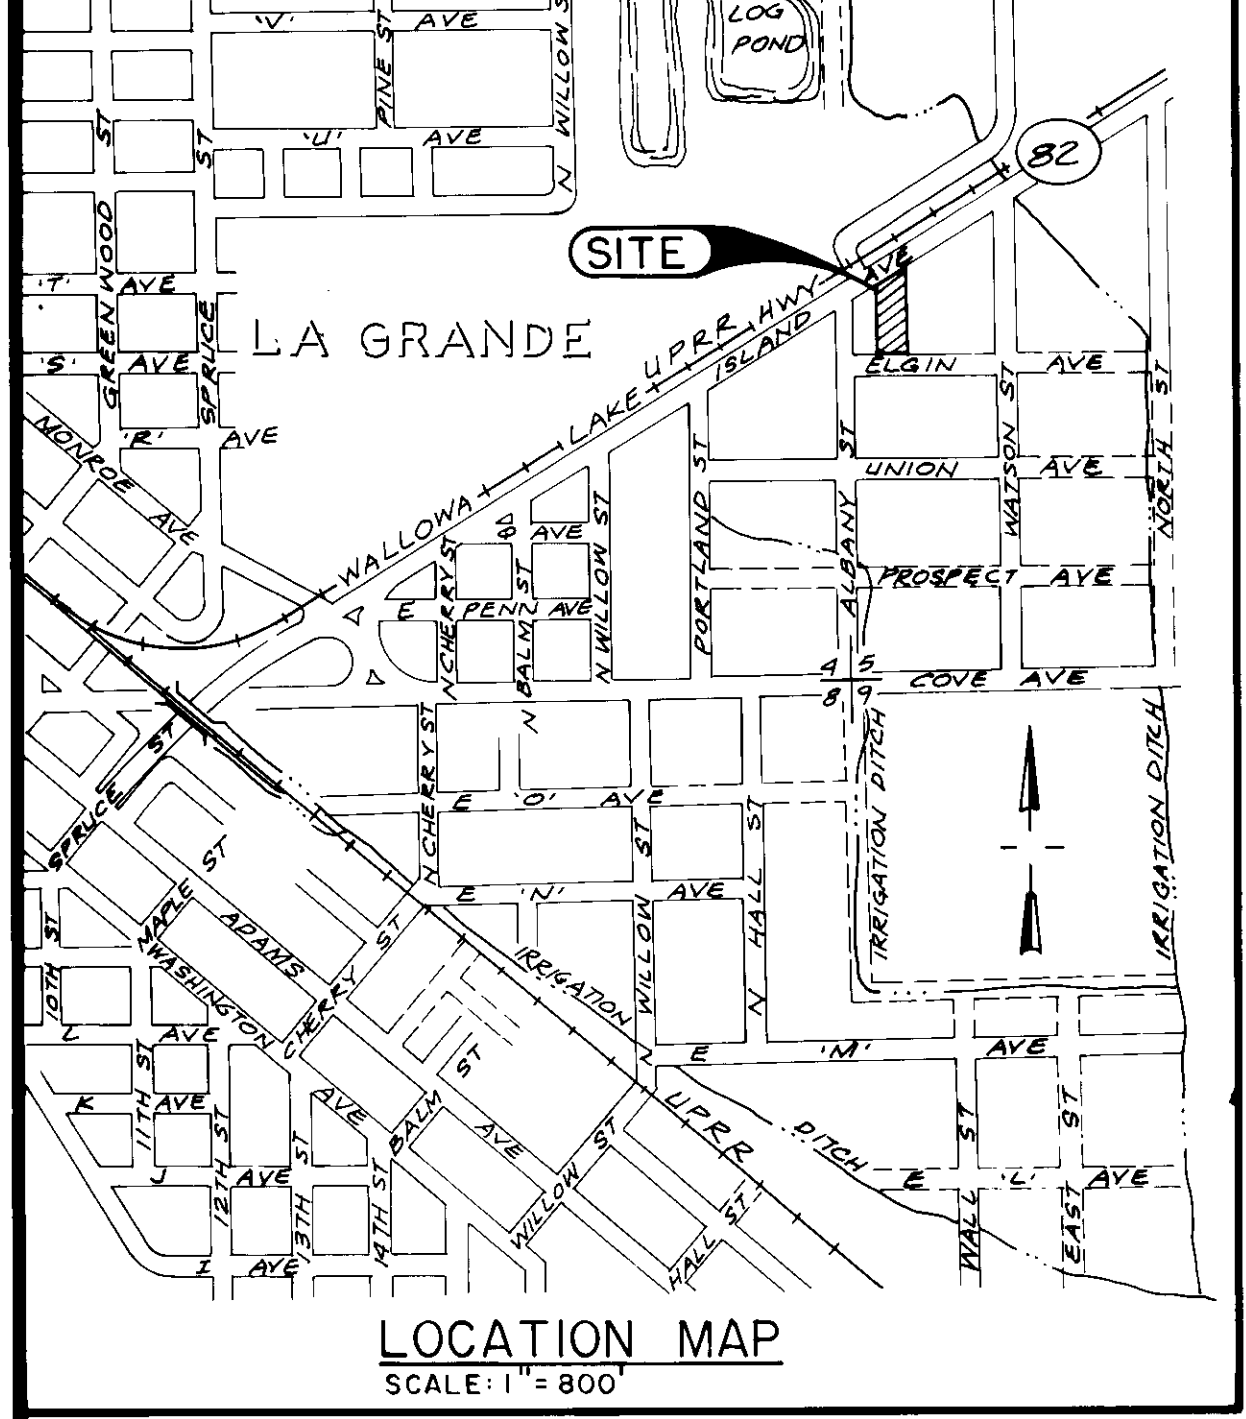 'V' AVE
PINE ST
N WILLOW S
LOG
POND
'U' AVE
GREENWOOD ST
SPRUCE ST
82
SITE
'T' AVE
AVE
LA GRANDE
'S' AVE
WALLOWA LAKE HWY
UPRR
ISLAND
ELGIN AVE
MONROE AVE
'R' AVE
PORTLAND ST
ALBANY ST
UNION AVE
WATSON ST
NORTH ST
AVE
N WILLOW ST
N CHERRY ST
N BALM ST
E PENN AVE
PROSPECT AVE
4 5
8 9
COVE AVE
SPRUCE ST
N CHERRY ST
IRRIGATION DITCH
IRRIGATION DITCH
E 'O' AVE
N HALL ST
N WILLOW ST
E 'N' AVE
MAPLE ST
ADAMS AVE
WASHINGTON AVE
CHERRY ST
10TH ST
IRRIGATION DITCH
L AVE
11TH ST
E 'M' AVE
K AVE
12TH ST
BALM ST
UPRR
WALL ST
EAST ST
J AVE
13TH ST
14TH ST
WILLOW ST
HALL ST
E 'L' AVE
I AVE
LOCATION MAP
SCALE: 1" = 800'